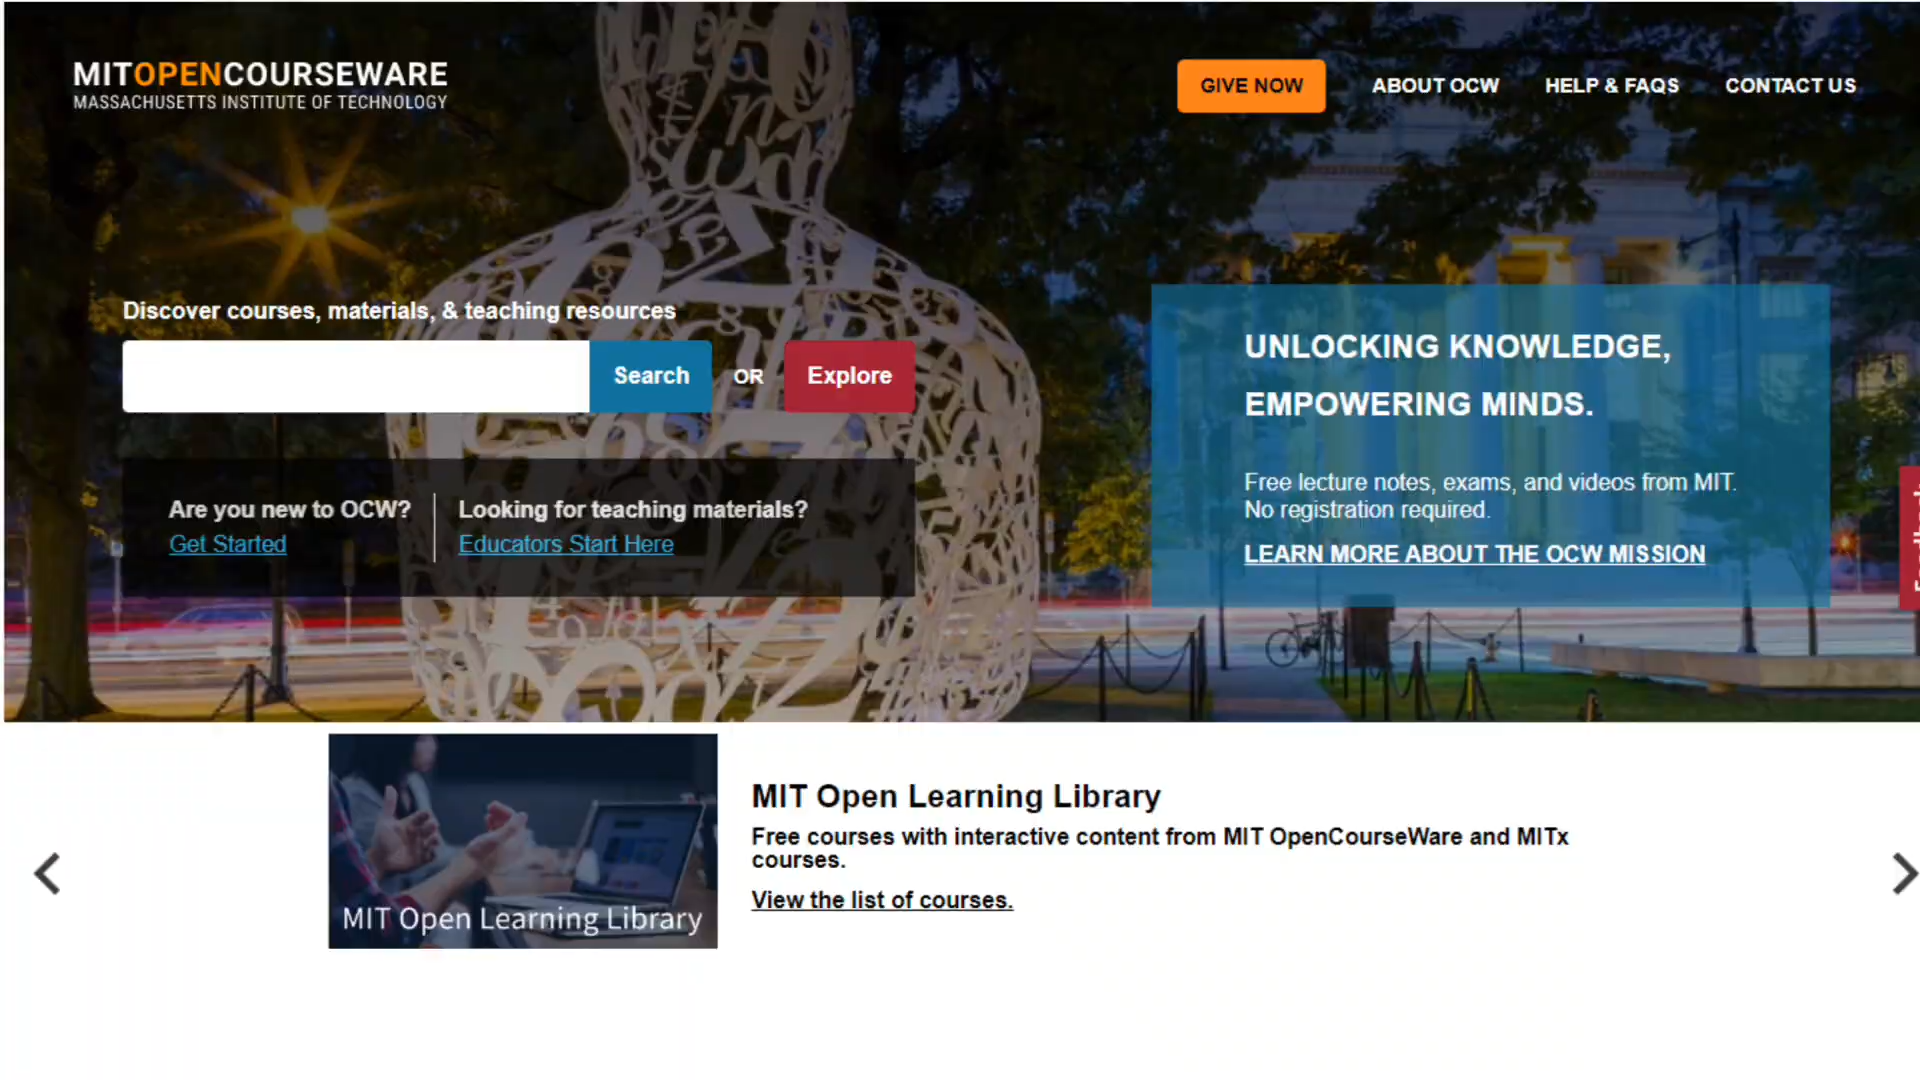 MITOPENCOURSEWARE
MASSACHUSETTS INSTITUTE OF TECHNOLOGY
GIVE NOW
ABOUT OCW
HELP & FAQS
CONTACT US
Discover courses, materials, & teaching resources
Search
OR
Explore
Are you new to OCW?
Get Started
Looking for teaching materials?
Educators Start Here
UNLOCKING KNOWLEDGE,
EMPOWERING MINDS.
Free lecture notes, exams, and videos from MIT.
No registration required.
LEARN MORE ABOUT THE OCW MISSION
MIT Open Learning Library
MIT Open Learning Library
Free courses with interactive content from MIT OpenCourseWare and MITx
courses.
View the list of courses.